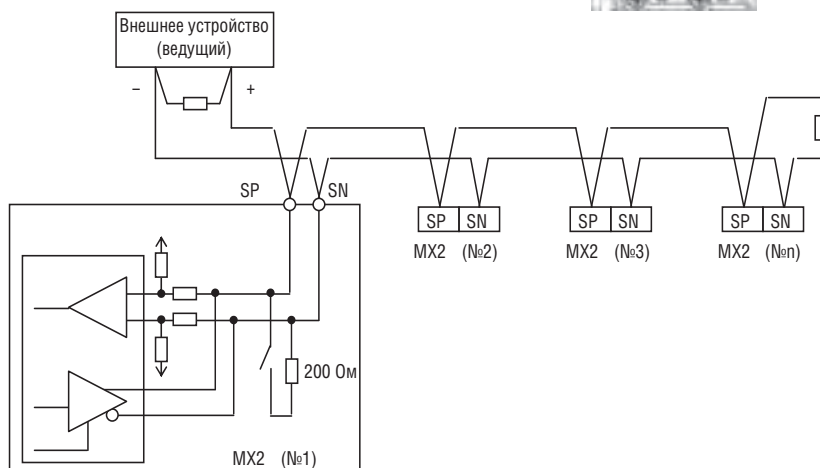 Внешнее устройство
(ведущий)
– +
SP SN
SP SN SP SN SP SN
MX2 (№2) MX2 (№3) MX2 (№n)
200 Ом
MX2 (№1)